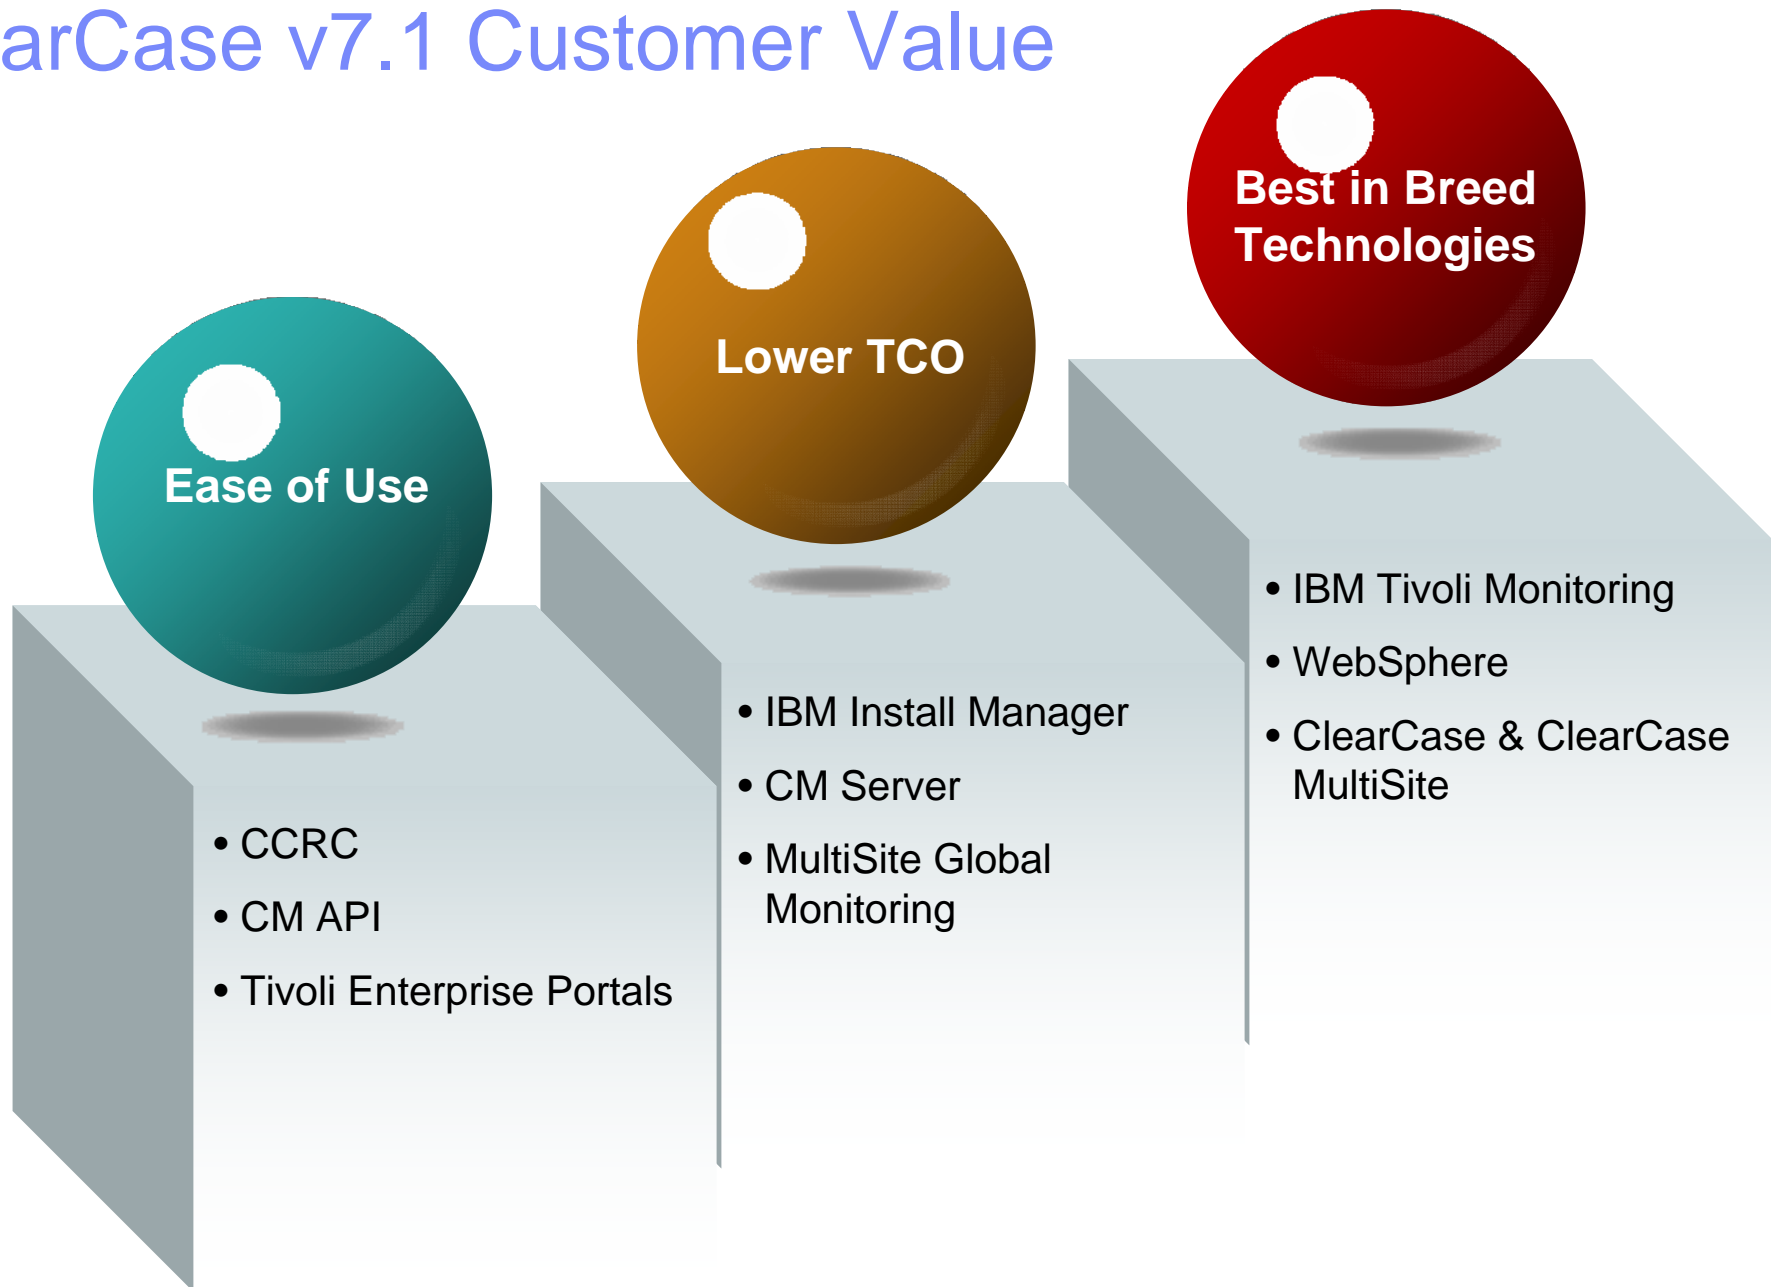 arCase v7.1 Customer Value
Ease of Use
• CCRC
• CM API
• Tivoli Enterprise Portals
Lower TCO
• IBM Install Manager
• CM Server
• MultiSite Global
Monitoring
Best in Breed
Technologies
• IBM Tivoli Monitoring
• WebSphere
• ClearCase & ClearCase
MultiSite